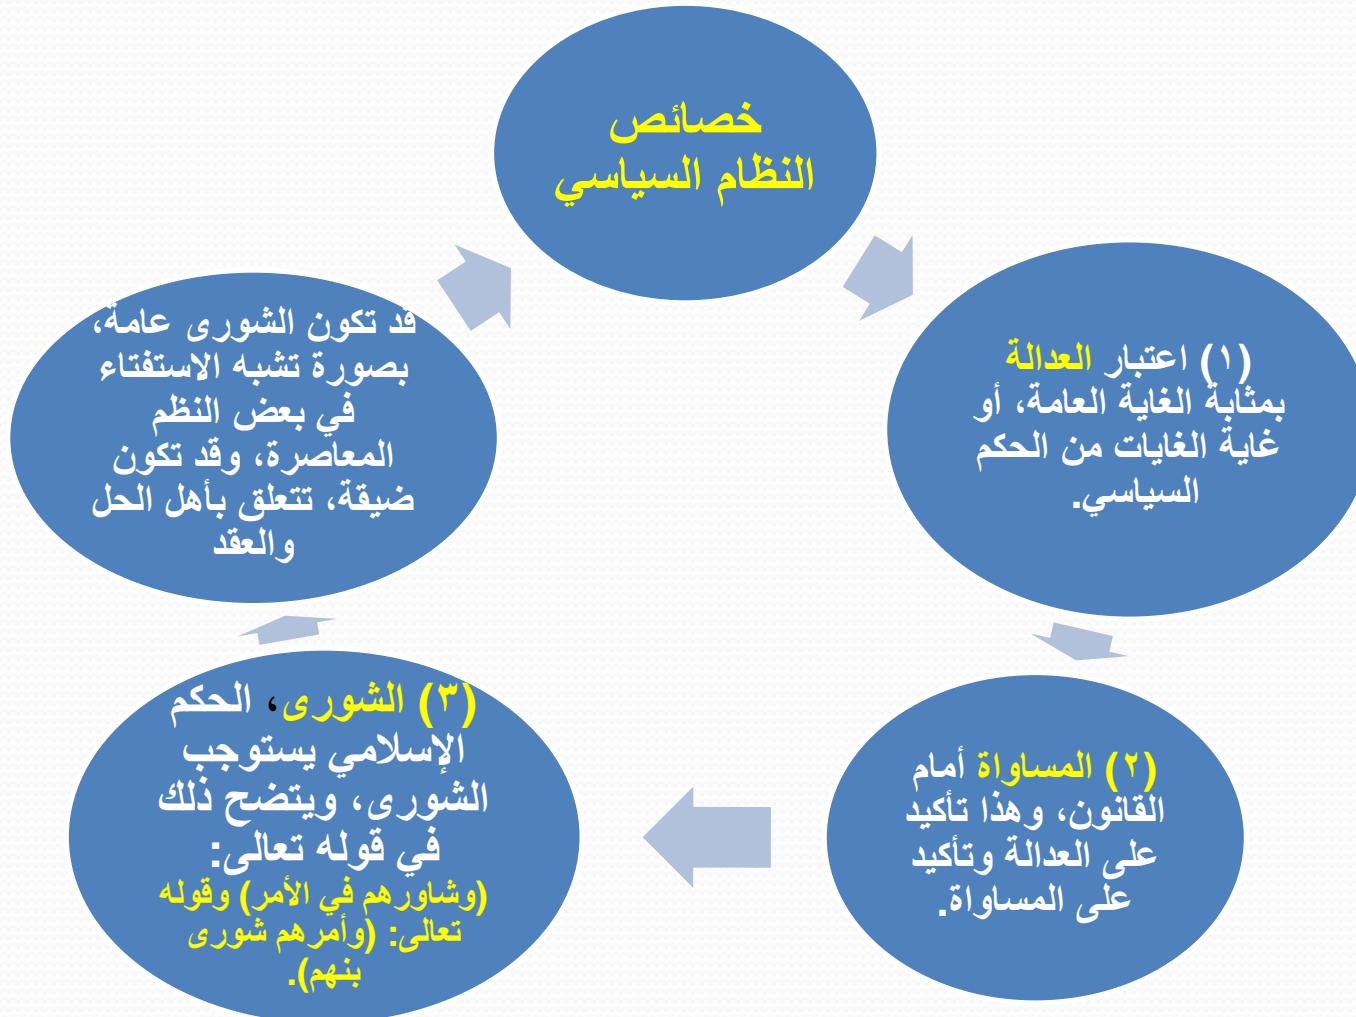 خصائص
النظام السياسي
(١) اعتبار العدالة
بمثابة الغاية العامة، أو
غاية الغايات من الحكم
السياسي.
(٢) المساواة أمام
القانون، وهذا تأكيد
على العدالة وتأكيد
على المساواة.
(٣) الشورى، الحكم
الإسلامي يستوجب
الشورى، ويتضح ذلك
في قوله تعالى:
(وشاورهم في الأمر) وقوله
تعالى: (وأمرهم شورى
بنهم).
قد تكون الشورى عامة،
بصورة تشبه الاستفتاء
في بعض النظم
المعاصرة، وقد تكون
ضيقة، تتعلق بأهل الحل
والعقد